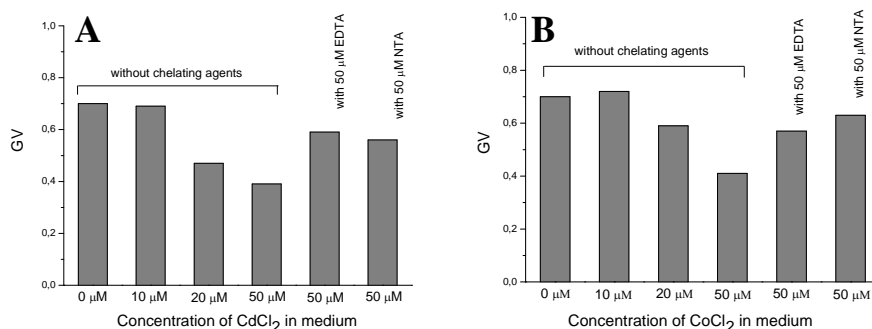 A
without chelating agents
with 50 μM EDTA
with 50 μM NTA
GV
1,0
0,8
0,6
0,4
0,2
0,0
0 μM 10 μM 20 μM 50 μM 50 μM 50 μM
Concentration of CdCl2 in medium
B
without chelating agents
with 50 μM EDTA
with 50 μM NTA
GV
1,0
0,8
0,6
0,4
0,2
0,0
0 μM 10 μM 20 μM 50 μM 50 μM 50 μM
Concentration of CoCl2 in medium